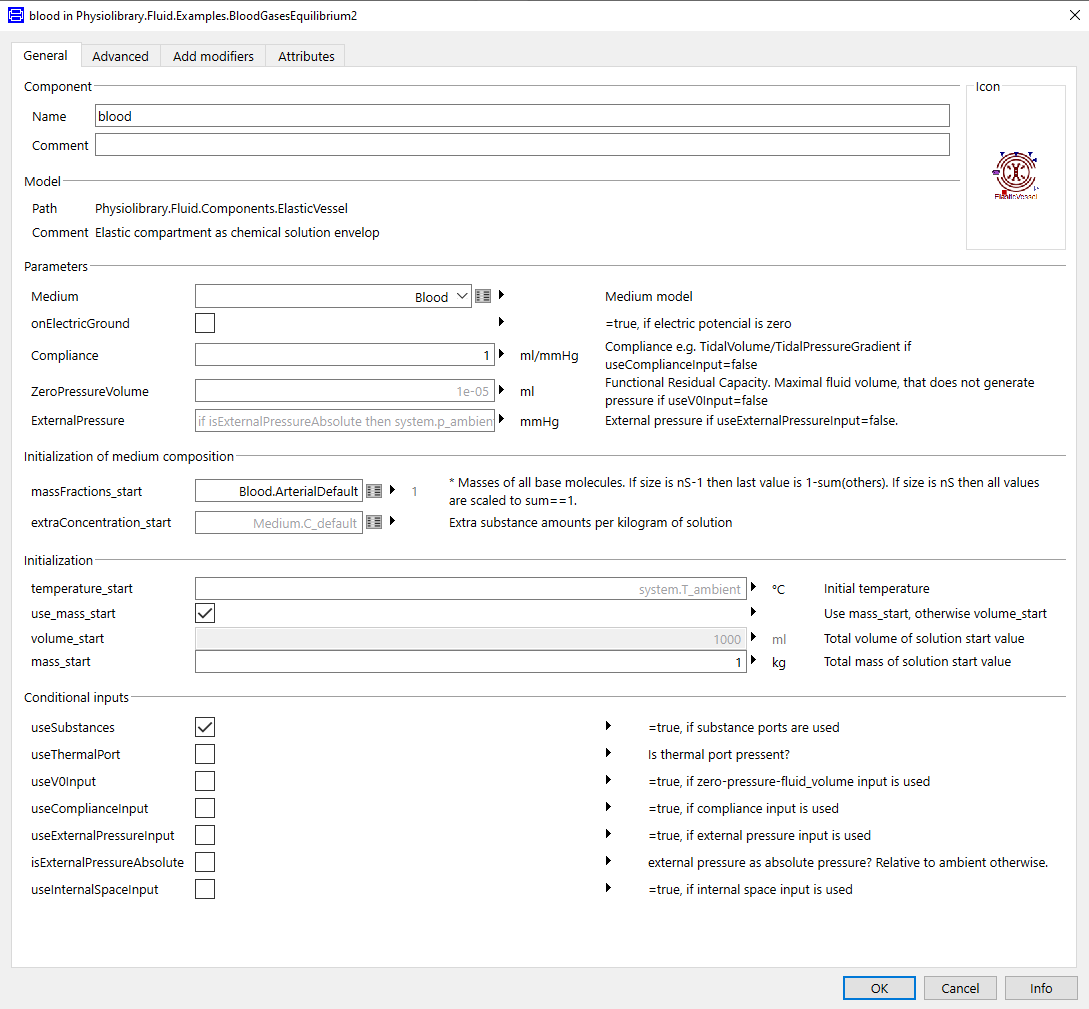 blood in Physiolibrary.Fluid.Examples.BloodGasesEquilibrium2
General Advanced Add modifiers Attributes
Component
Icon
Name blood
Comment
ElasticVessel
Model
Path Physiolibrary.Fluid.Components.ElasticVessel
Comment Elastic compartment as chemical solution envelop
Parameters
Medium Blood Medium model
onElectricGround =true, if electric potencial is zero
Compliance 1 ml/mmHg Compliance e.g. TidalVolume/TidalPressureGradient if
useComplianceInput=false
ZeroPressureVolume 1e-05 ml Functional Residual Capacity. Maximal fluid volume, that does not generate
pressure if useV0Input=false
ExternalPressure if isExternalPressureAbsolute then system.p_ambien mmHg External pressure if useExternalPressureInput=false.
Initialization of medium composition
massFractions_start Blood.ArterialDefault 1 * Masses of all base molecules. If size is nS-1 then last value is 1-sum(others). If size is nS then all values
are scaled to sum==1.
extraConcentration_start Medium.C_default Extra substance amounts per kilogram of solution
Initialization
temperature_start system.T_ambient °C Initial temperature
use_mass_start Use mass_start, otherwise volume_start
volume_start 1000 ml Total volume of solution start value
mass_start 1 kg Total mass of solution start value
Conditional inputs
useSubstances =true, if substance ports are used
useThermalPort Is thermal port pressent?
useV0Input =true, if zero-pressure-fluid_volume input is used
useComplianceInput =true, if compliance input is used
useExternalPressureInput =true, if external pressure input is used
isExternalPressureAbsolute external pressure as absolute pressure? Relative to ambient otherwise.
useInternalSpaceInput =true, if internal space input is used
OK Cancel Info